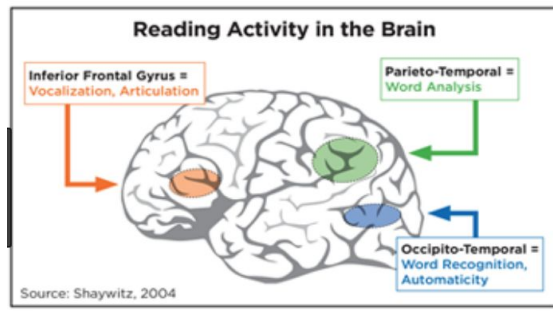 Reading Activity in the Brain
Inferior Frontal Gyrus =
Vocalization, Articulation
Parieto-Temporal =
Word Analysis
Occipito-Temporal =
Word Recognition,
Automaticity
Source: Shaywitz, 2004